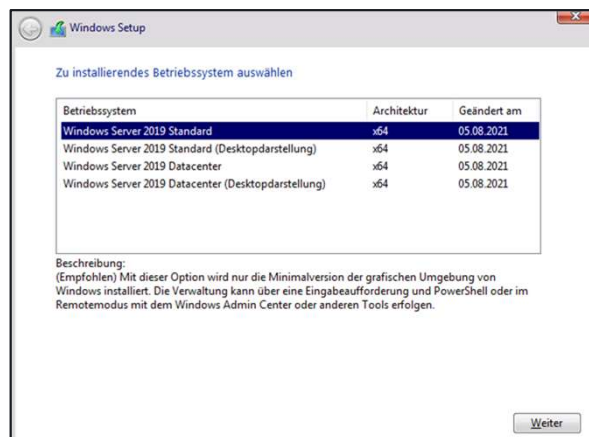 Windows Setup
Zu installierendes Betriebssystem auswählen
Betriebssystem Architektur Geändert am
Windows Server 2019 Standard x64 05.08.2021
Windows Server 2019 Standard (Desktopdarstellung) x64 05.08.2021
Windows Server 2019 Datacenter x64 05.08.2021
Windows Server 2019 Datacenter (Desktopdarstellung) x64 05.08.2021
Beschreibung:
(Empfohlen) Mit dieser Option wird nur die Minimalversion der grafischen Umgebung von
Windows installiert. Die Verwaltung kann über eine Eingabeaufforderung und PowerShell oder im
Remotemodus mit dem Windows Admin Center oder anderen Tools erfolgen.
Weiter